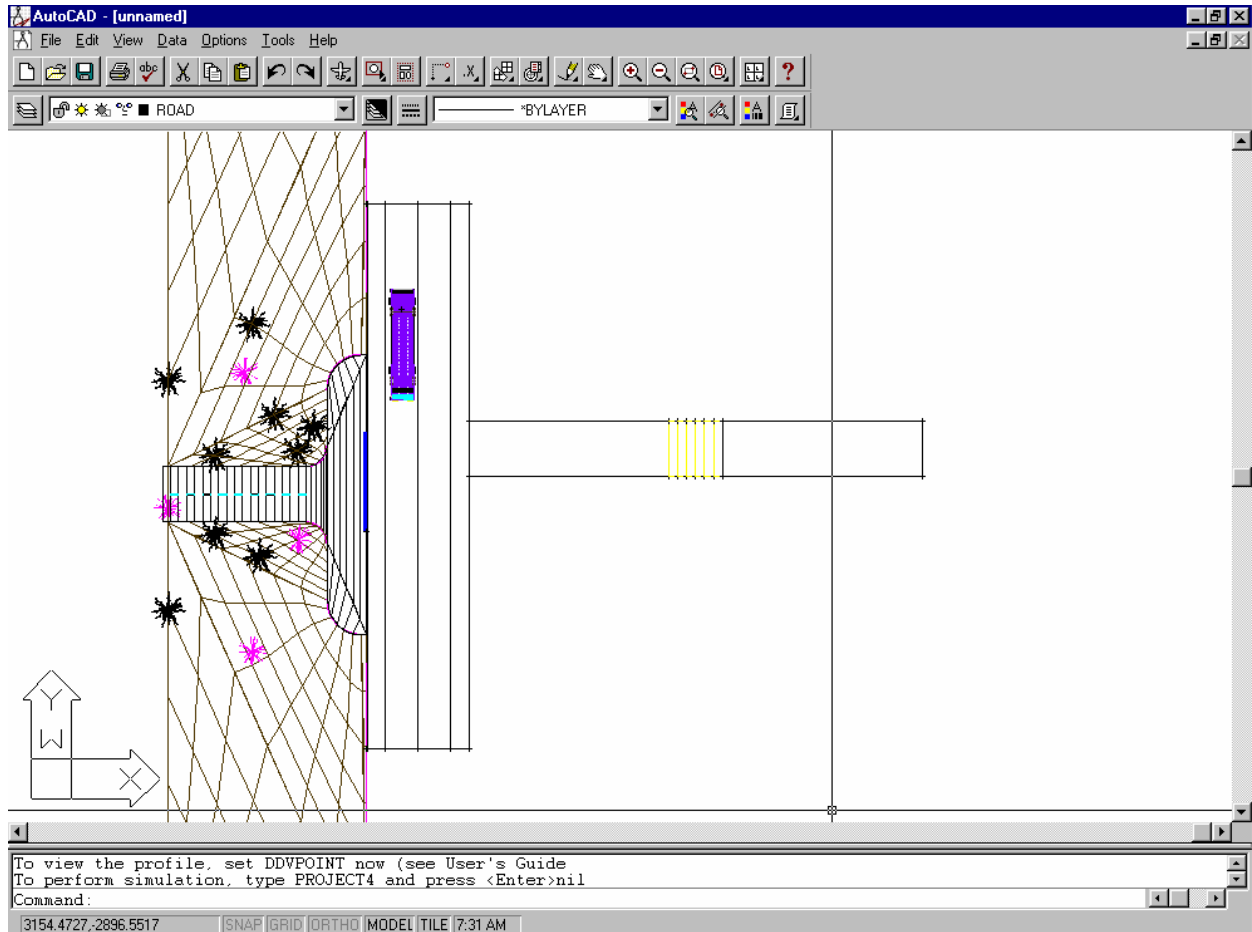 AutoCAD - [unnamed]
File Edit View Data Options Tools Help
abc .X ?
ROAD *BYLAYER
Y
W
X
To view the profile, set DDVPOINT now (see User's Guide
To perform simulation, type PROJECT4 and press <Enter>nil
Command:
3154.4727,-2896.5517 SNAP GRID ORTHO MODEL TILE 7:31 AM